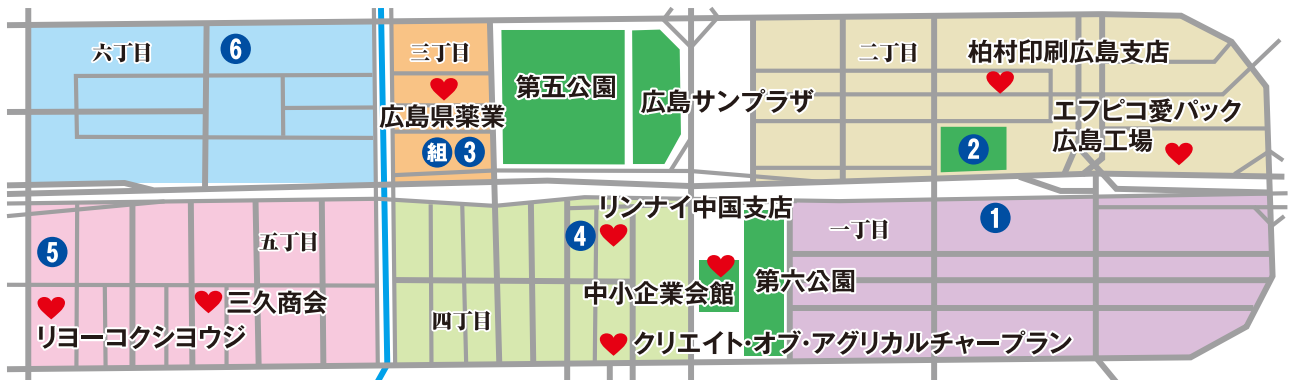 六丁目
6
三丁目
広島県薬業
組 3
第五公園
広島サンプラザ
二丁目
柏村印刷広島支店
エフピコ愛パック
広島工場
2
5
五丁目
三久商会
リヨーコクシヨウジ
4
リンナイ中国支店
中小企業会館
四丁目
クリエイト・オブ・アグリカルチャープラン
第六公園
一丁目
1